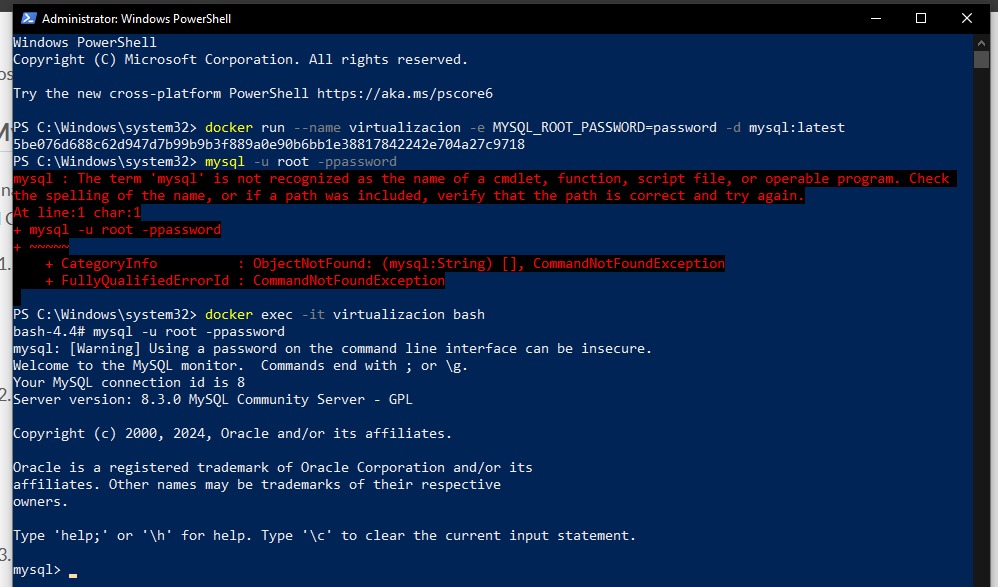 Administrator: Windows PowerShell
Windows PowerShell
Copyright (C) Microsoft Corporation. All rights reserved.
Try the new cross-platform PowerShell https://aka.ms/pscore6
PS C:\Windows\system32> docker run --name virtualizacion -e MYSQL_ROOT_PASSWORD=password -d mysql:latest
5be076d688c62d947d7b99b9b3f889a0e90b6bb1e38817842242e704a27c9718
PS C:\Windows\system32> mysql -u root -ppassword
mysql : The term 'mysql' is not recognized as the name of a cmdlet, function, script file, or operable program. Check
the spelling of the name, or if a path was included, verify that the path is correct and try again.
At line:1 char:1
+ mysql -u root -ppassword
+ ~~~~~
+ CategoryInfo : ObjectNotFound: (mysql:String) [], CommandNotFoundException
+ FullyQualifiedErrorId : CommandNotFoundException
PS C:\Windows\system32> docker exec -it virtualizacion bash
bash-4.4# mysql -u root -ppassword
mysql: [Warning] Using a password on the command line interface can be insecure.
Welcome to the MySQL monitor.  Commands end with ; or \g.
Your MySQL connection id is 8
Server version: 8.3.0 MySQL Community Server - GPL
Copyright (c) 2000, 2024, Oracle and/or its affiliates.
Oracle is a registered trademark of Oracle Corporation and/or its
affiliates. Other names may be trademarks of their respective
owners.
Type 'help;' or '\h' for help. Type '\c' to clear the current input statement.
mysql>
1.
2.
3.